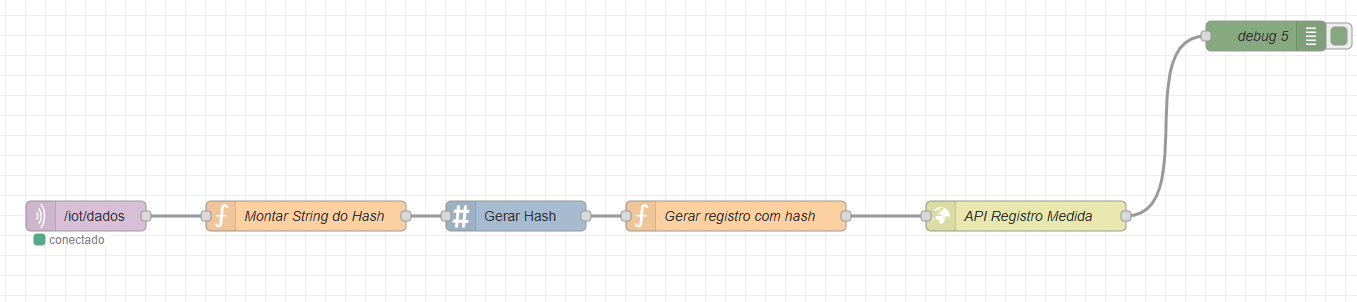 debug 5
/iot/dados
Montar String do Hash
# Gerar Hash
Gerar registro com hash
API Registro Medida
conectado